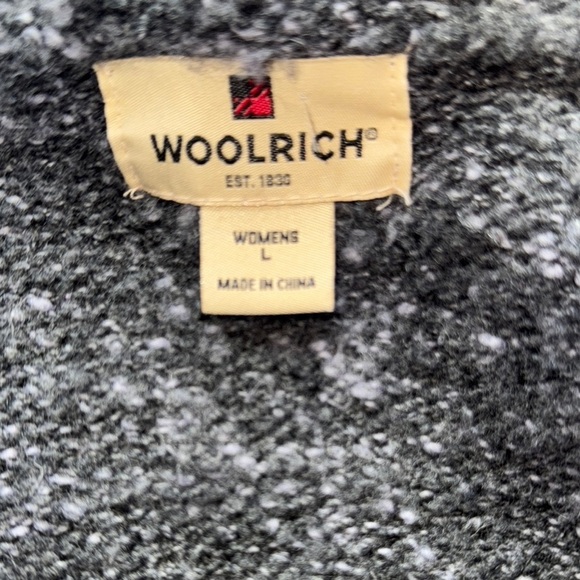 WOOLRICH®
EST. 1830
WOMENS
L
MADE IN CHINA